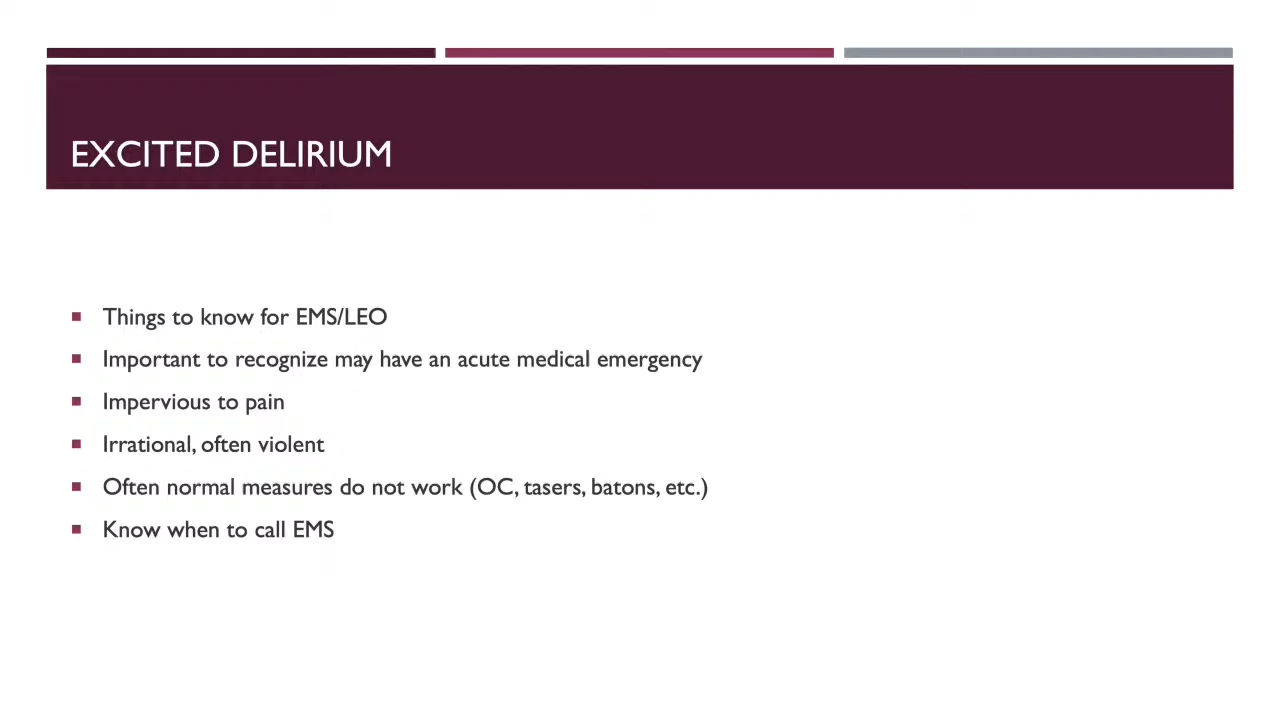 EXCITED DELIRIUM
Things to know for EMS/LEO
Important to recognize may have an acute medical emergency
Impervious to pain
Irrational, often violent
Often normal measures do not work (OC, tasers, batons, etc.)
Know when to call EMS